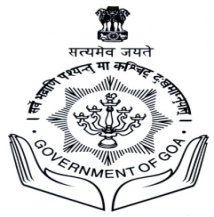 सत्यमेव जयते
। सर्वे भद्राणि पश्यन्तु मा कश्चिद् दुःखमाप्नुयात् ।
· GOVERNMENT OF GOA ·